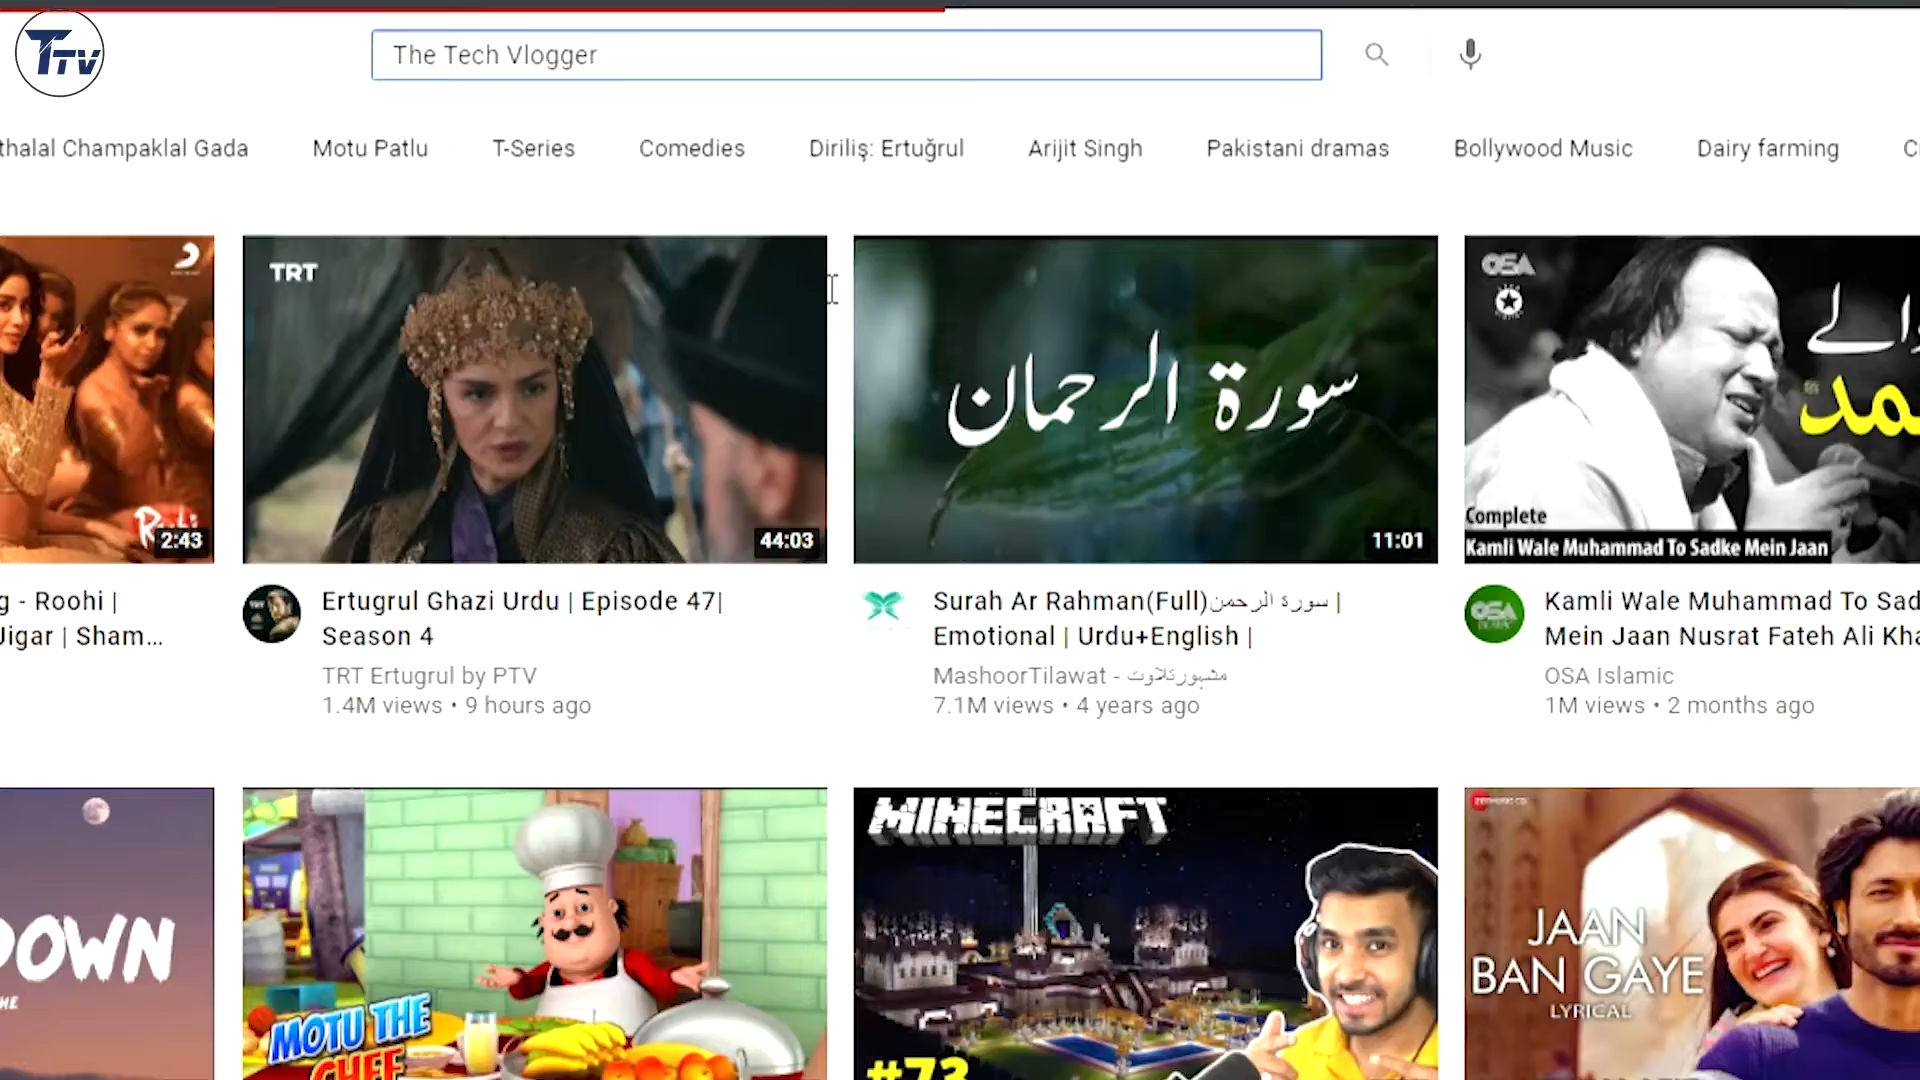 TTV
The Tech Vlogger
thalal Champaklal Gada
Motu Patlu
T-Series
Comedies
Diriliş: Ertuğrul
Arijit Singh
Pakistani dramas
Bollywood Music
Dairy farming
2:43
TRT
44:03
سورة الرحمان
11:01
OSA
والے
Complete
Kamli Wale Muhammad To Sadke Mein Jaan
g - Roohi |
Jigar | Sham...
Ertugrul Ghazi Urdu | Episode 47|
Season 4
TRT Ertugrul by PTV
1.4M views • 9 hours ago
Surah Ar Rahman(Full)سورة الرحمن |
Emotional | Urdu+English |
MashoorTilawat - مشہورتلاوت
7.1M views • 4 years ago
OSA
Kamli Wale Muhammad To Sad
Mein Jaan Nusrat Fateh Ali Kha
OSA Islamic
1M views • 2 months ago
DOWN
THE
MOTU THE
CHEF
MINECRAFT
#73
JAAN
BAN GAYE
LYRICAL